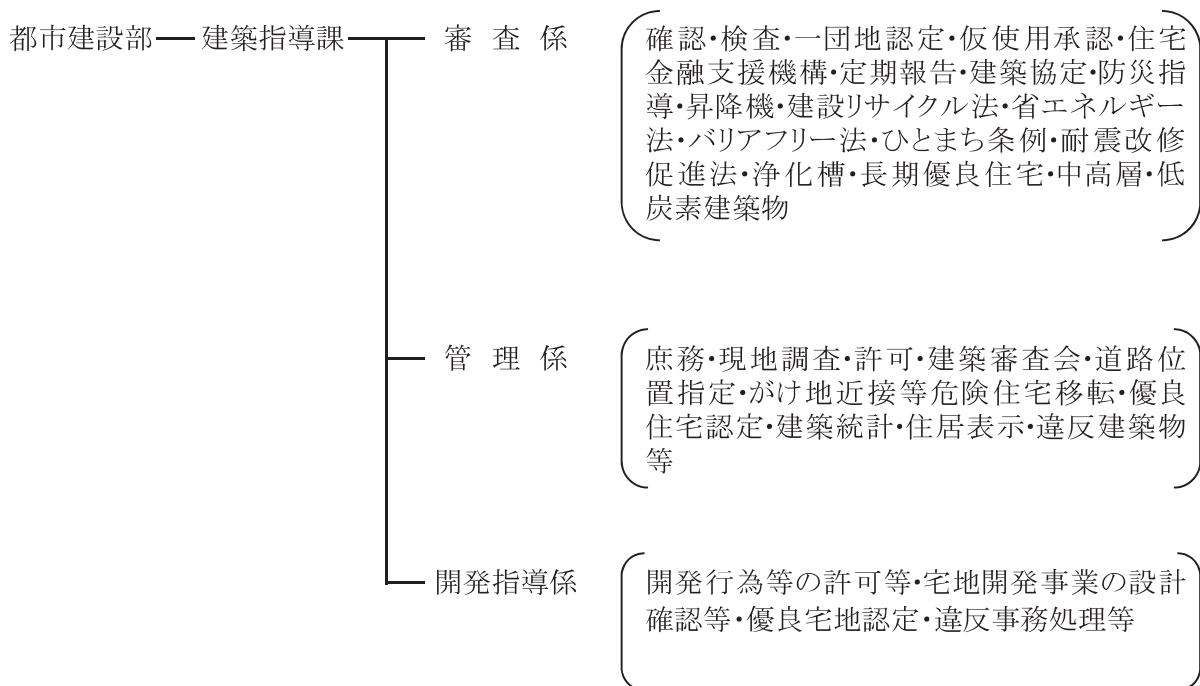 都市建設部 建築指導課 審査係
確認・検査・一団地認定・仮使用承認・住宅
金融支援機構・定期報告・建築協定・防災指
導・昇降機・建設リサイクル法・省エネルギー
法・バリアフリー法・ひとまち条例・耐震改修
促進法・浄化槽・長期優良住宅・中高層・低
炭素建築物
管理係
庶務・現地調査・許可・建築審査会・道路位
置指定・がけ地近接等危険住宅移転・優良
住宅認定・建築統計・住居表示・違反建築物
等
開発指導係
開発行為等の許可等・宅地開発事業の設計
確認等・優良宅地認定・違反事務処理等